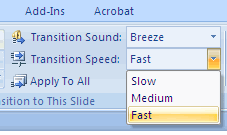 Add-Ins Acrobat
Transition Sound: Breeze
Transition Speed: Fast
Apply To All
Slow
Medium
Fast
sition to This Slide